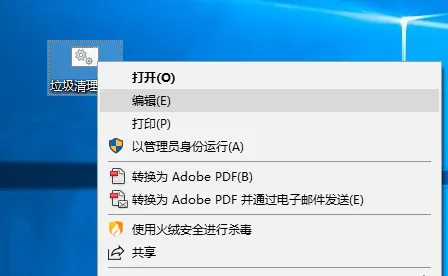 垃圾清理
打开(O)
编辑(E)
打印(P)
以管理员身份运行(A)
转换为 Adobe PDF(B)
转换为 Adobe PDF 并通过电子邮件发送(E)
使用火绒安全进行杀毒
共享